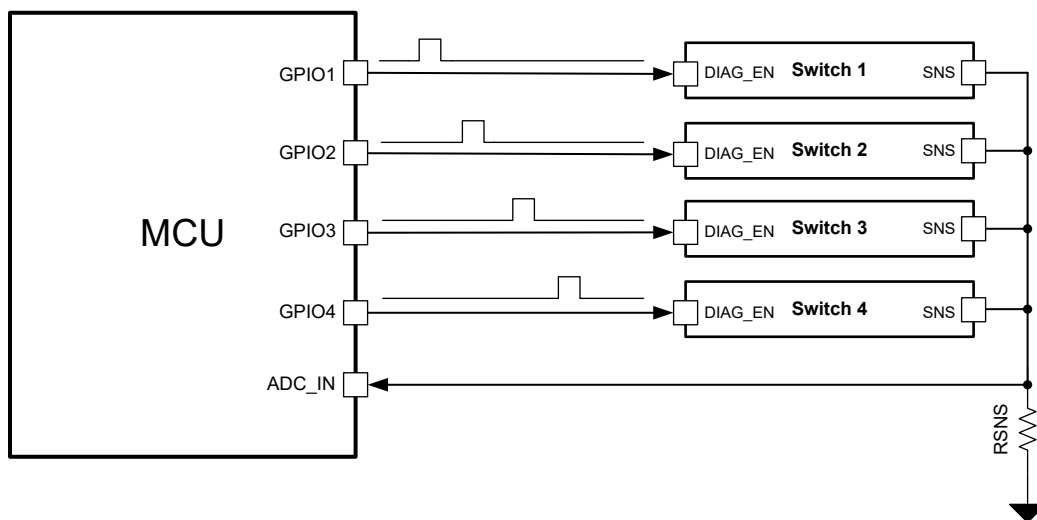 GPIO1
DIAG_EN Switch 1 SNS
GPIO2
DIAG_EN Switch 2 SNS
MCU
GPIO3
DIAG_EN Switch 3 SNS
GPIO4
DIAG_EN Switch 4 SNS
ADC_IN
RSNS